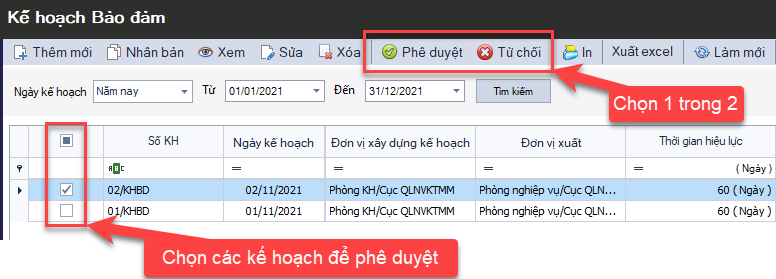 Kế hoạch Bảo đảm
Thêm mới Nhân bản Xem Sửa Xóa Phê duyệt Từ chối In Xuất excel Làm mới
Ngày kế hoạch Năm nay Từ 01/01/2021 Đến 31/12/2021 Tìm kiếm
Chọn 1 trong 2
Số KH Ngày kế hoạch Đơn vị xây dựng kế hoạch Đơn vị xuất Thời gian hiệu lực
ABC = = = = (Ngày)
02/KHBD 02/11/2021 Phòng KH/Cục QLNVKTMM Phòng nghiệp vụ/Cục QLN... 60 (Ngày)
01/KHBD 01/11/2021 Phòng KH/Cục QLNVKTMM Phòng nghiệp vụ/Cục QLN... 60 (Ngày)
Chọn các kế hoạch để phê duyệt